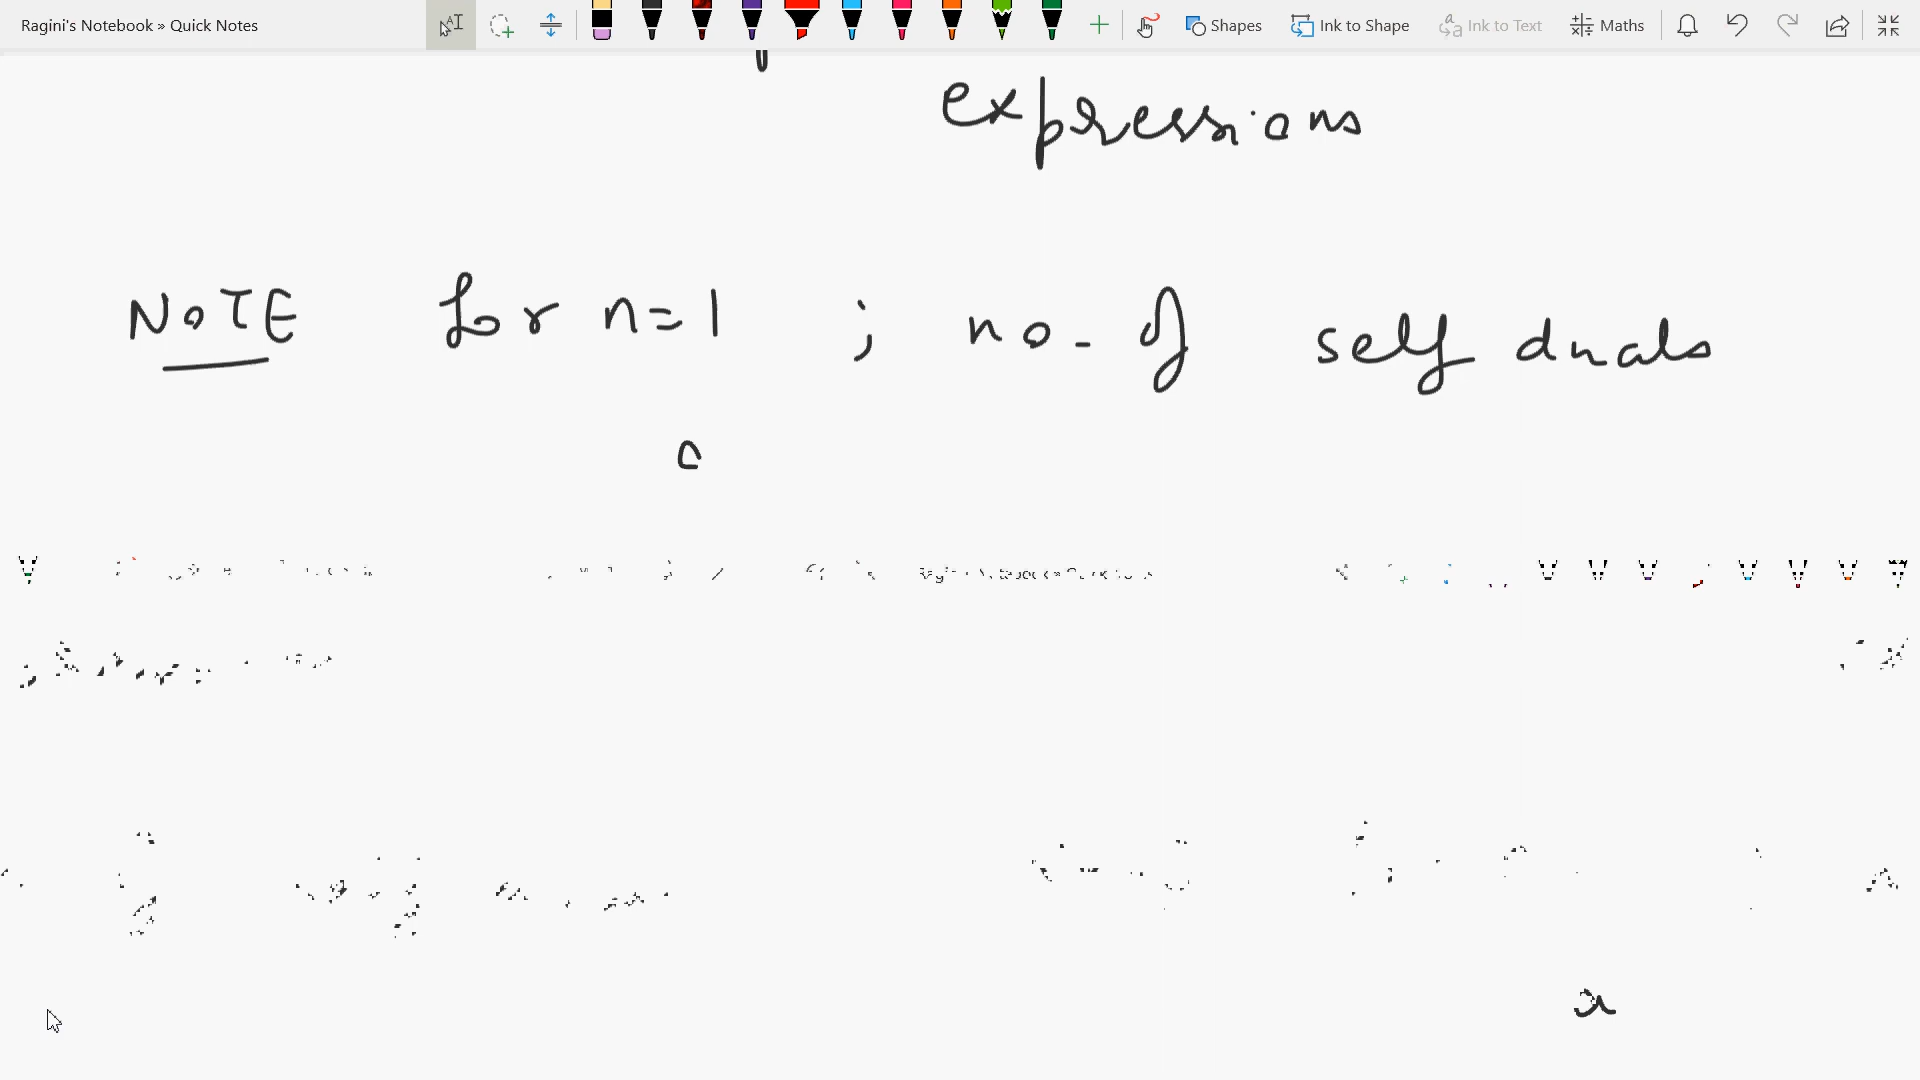 Ragini's Notebook » Quick Notes Shapes Ink to Shape Ink to Text Maths
expressions
NOTE for n=1 ; no. of self duals